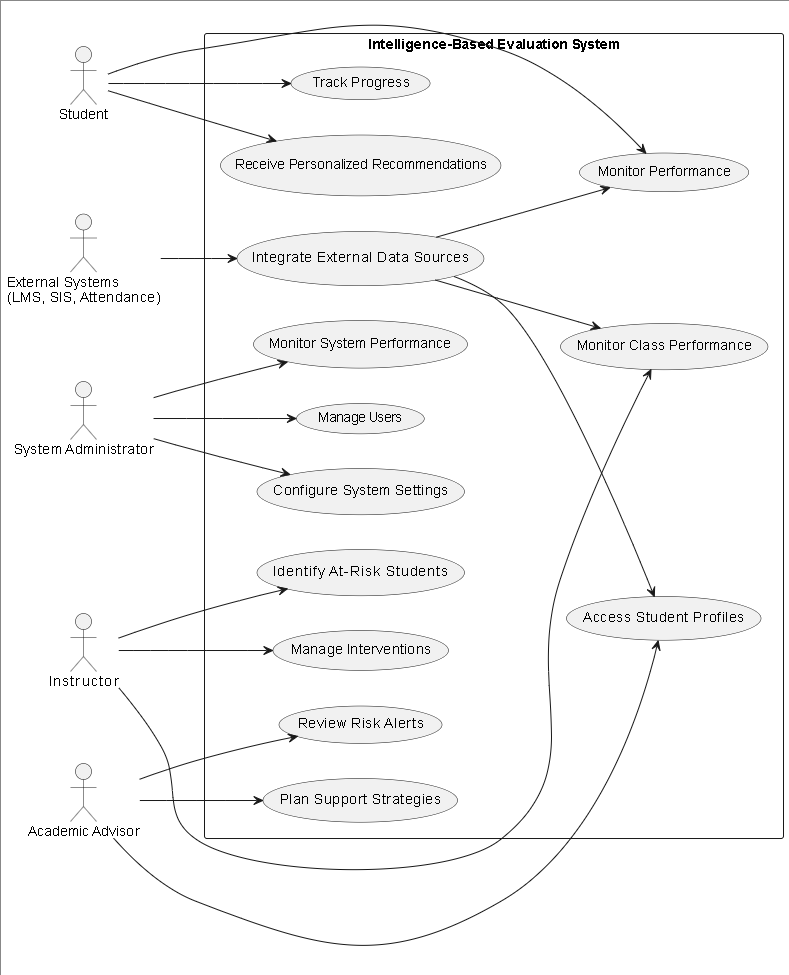 Intelligence-Based Evaluation System
Student
Track Progress
Receive Personalized Recommendations
Monitor Performance
External Systems
(LMS, SIS, Attendance)
Integrate External Data Sources
Monitor System Performance
Monitor Class Performance
System Administrator
Manage Users
Configure System Settings
Identify At-Risk Students
Access Student Profiles
Instructor
Manage Interventions
Review Risk Alerts
Academic Advisor
Plan Support Strategies